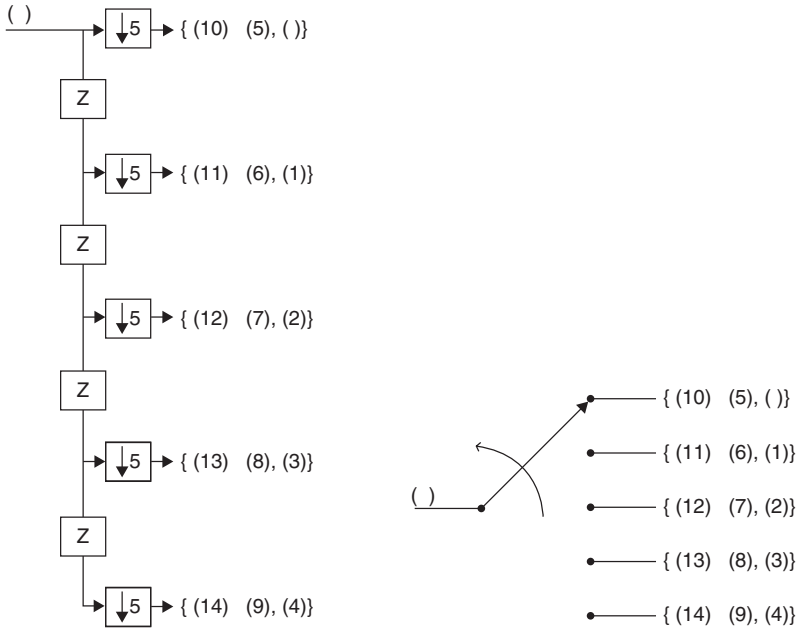 ( )
5
{ (10) (5), ( )}
Z
5
{ (11) (6), (1)}
Z
5
{ (12) (7), (2)}
Z
5
{ (13) (8), (3)}
Z
5
{ (14) (9), (4)}
( )
{ (10) (5), ( )}
{ (11) (6), (1)}
{ (12) (7), (2)}
{ (13) (8), (3)}
{ (14) (9), (4)}